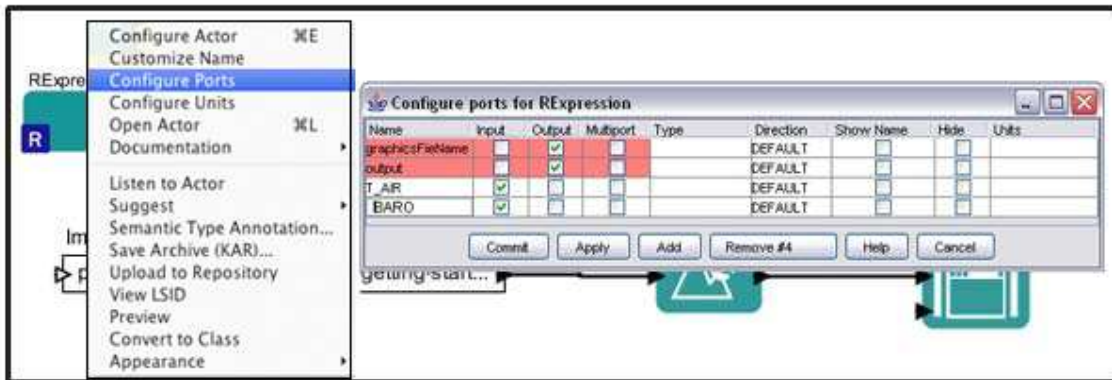 Configure Actor ⌘E
Customize Name
Configure Ports
Configure Units
Open Actor ⌘L
Documentation
Listen to Actor
Suggest
Semantic Type Annotation...
Save Archive (KAR)...
Upload to Repository
View LSID
Preview
Convert to Class
Appearance
RExpre
R
Im
p
Configure ports for RExpression
Name Input Output Multiport Type Direction Show Name Hide Units
graphicsFileName DEFAULT
output DEFAULT
T_AIR DEFAULT
BARO DEFAULT
Commit Apply Add Remove #4 Help Cancel
getting-start...